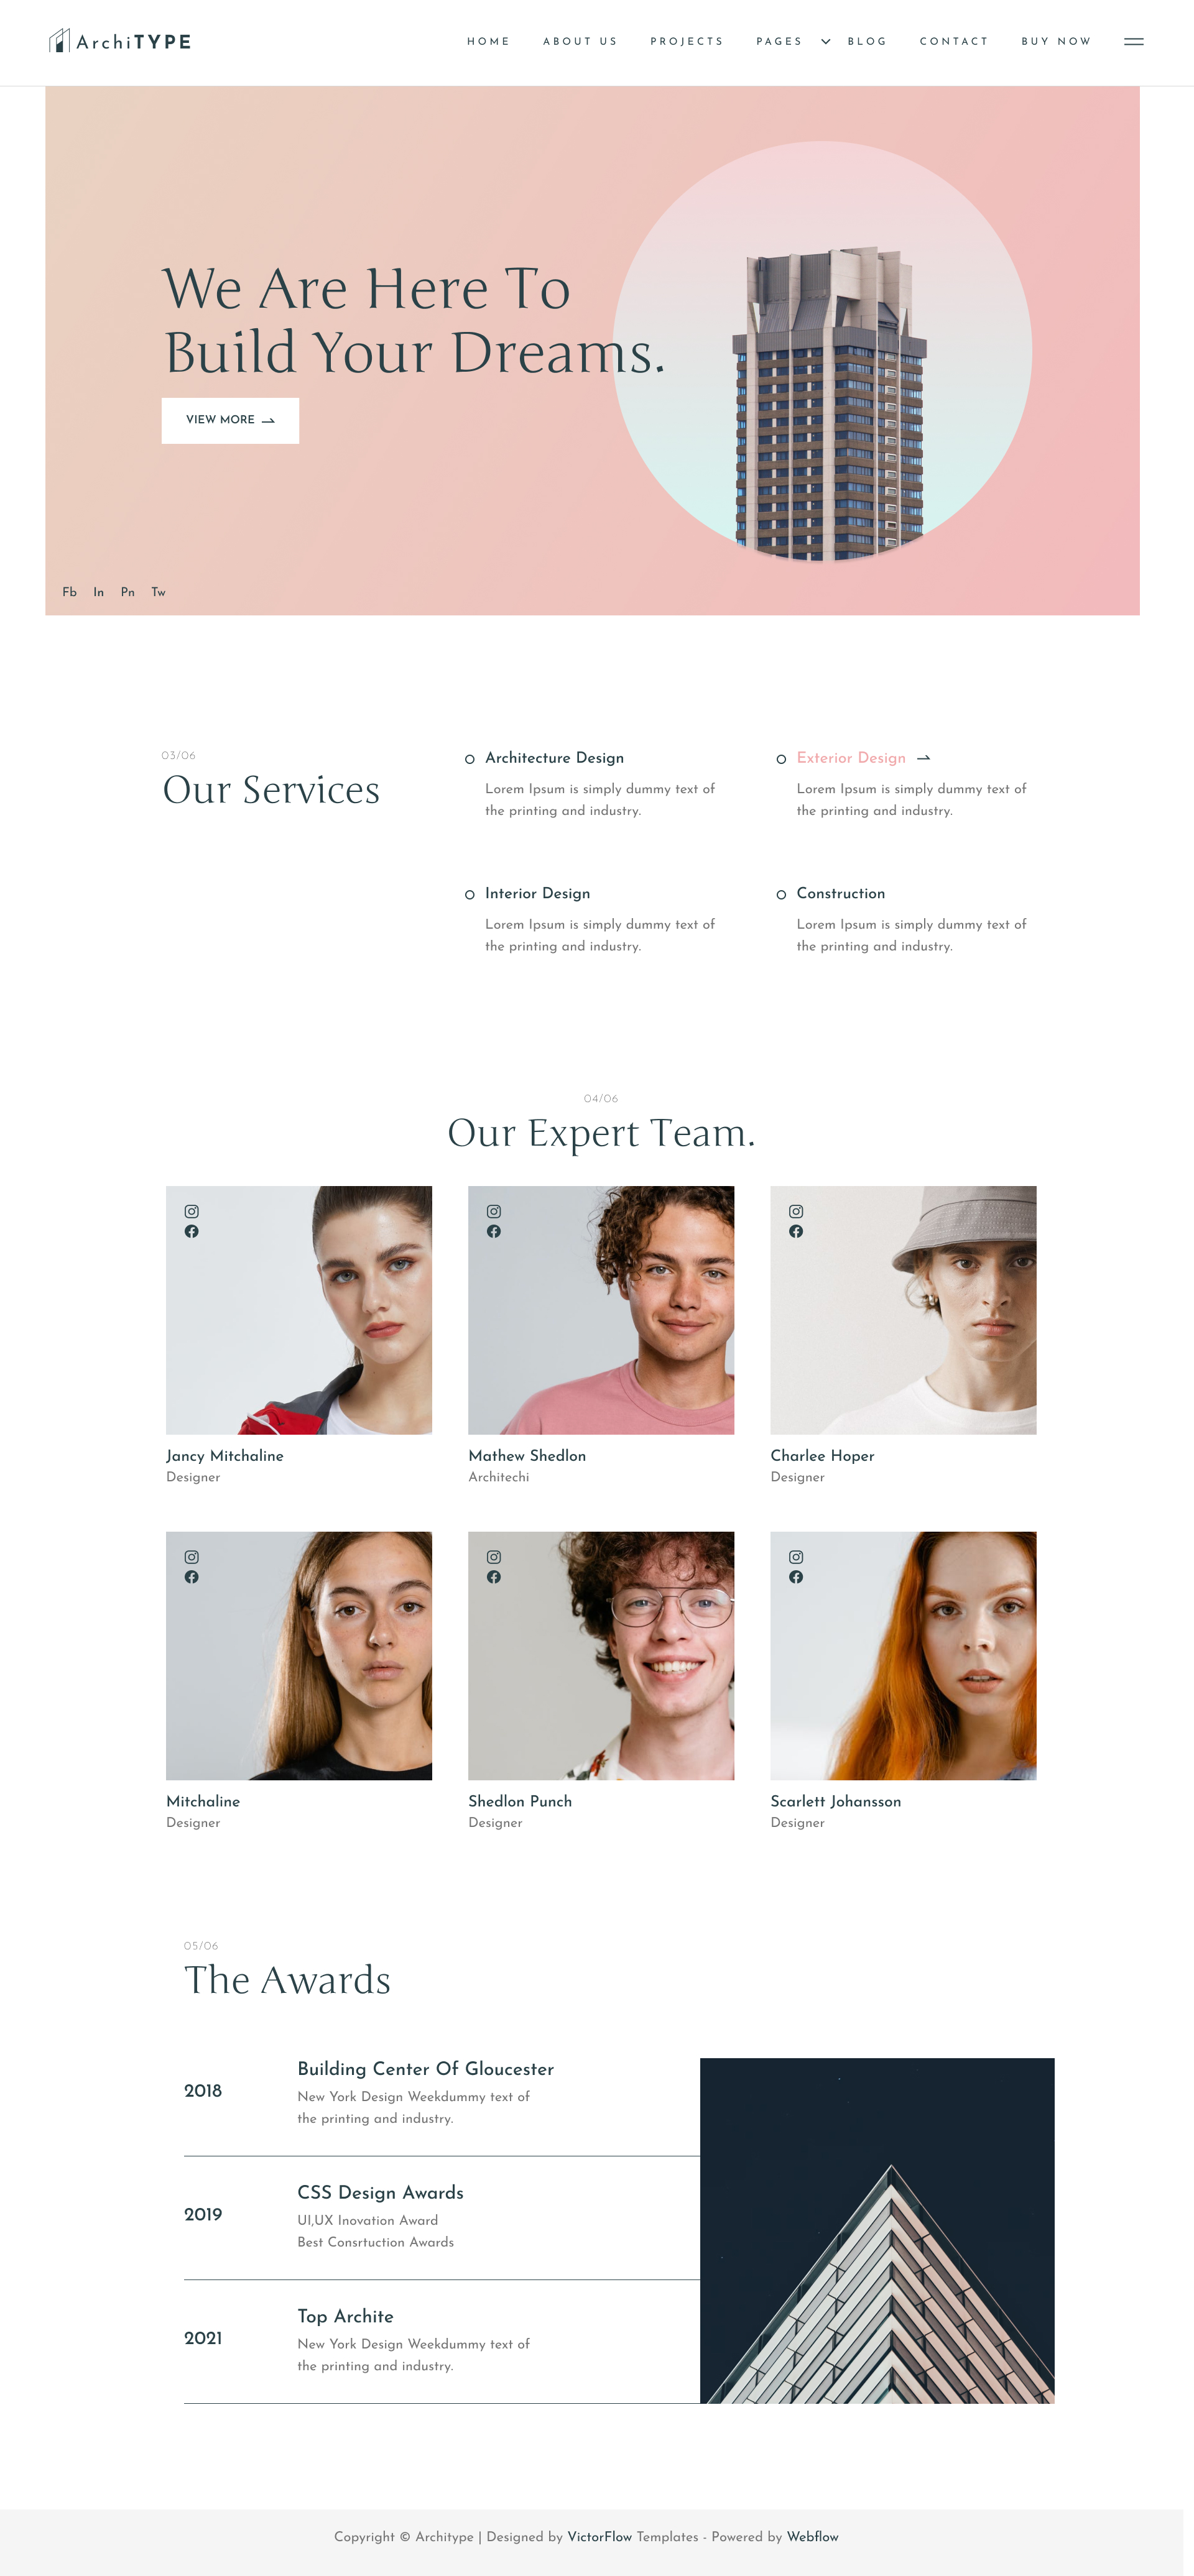 ArchiTYPE
HOME ABOUT US PROJECTS PAGES BLOG CONTACT BUY NOW
We Are Here To
Build Your Dreams.
VIEW MORE
Fb In Pn Tw
03/06
Our Services
Architecture Design
Lorem Ipsum is simply dummy text of
the printing and industry.
Exterior Design
Lorem Ipsum is simply dummy text of
the printing and industry.
Interior Design
Lorem Ipsum is simply dummy text of
the printing and industry.
Construction
Lorem Ipsum is simply dummy text of
the printing and industry.
04/06
Our Expert Team.
Jancy Mitchaline
Designer
Mathew Shedlon
Architechi
Charlee Hoper
Designer
Mitchaline
Designer
Shedlon Punch
Designer
Scarlett Johansson
Designer
05/06
The Awards
2018
Building Center Of Gloucester
New York Design Weekdummy text of
the printing and industry.
2019
CSS Design Awards
UI,UX Inovation Award
Best Consrtuction Awards
2021
Top Archite
New York Design Weekdummy text of
the printing and industry.
Copyright © Architype | Designed by VictorFlow Templates - Powered by Webflow